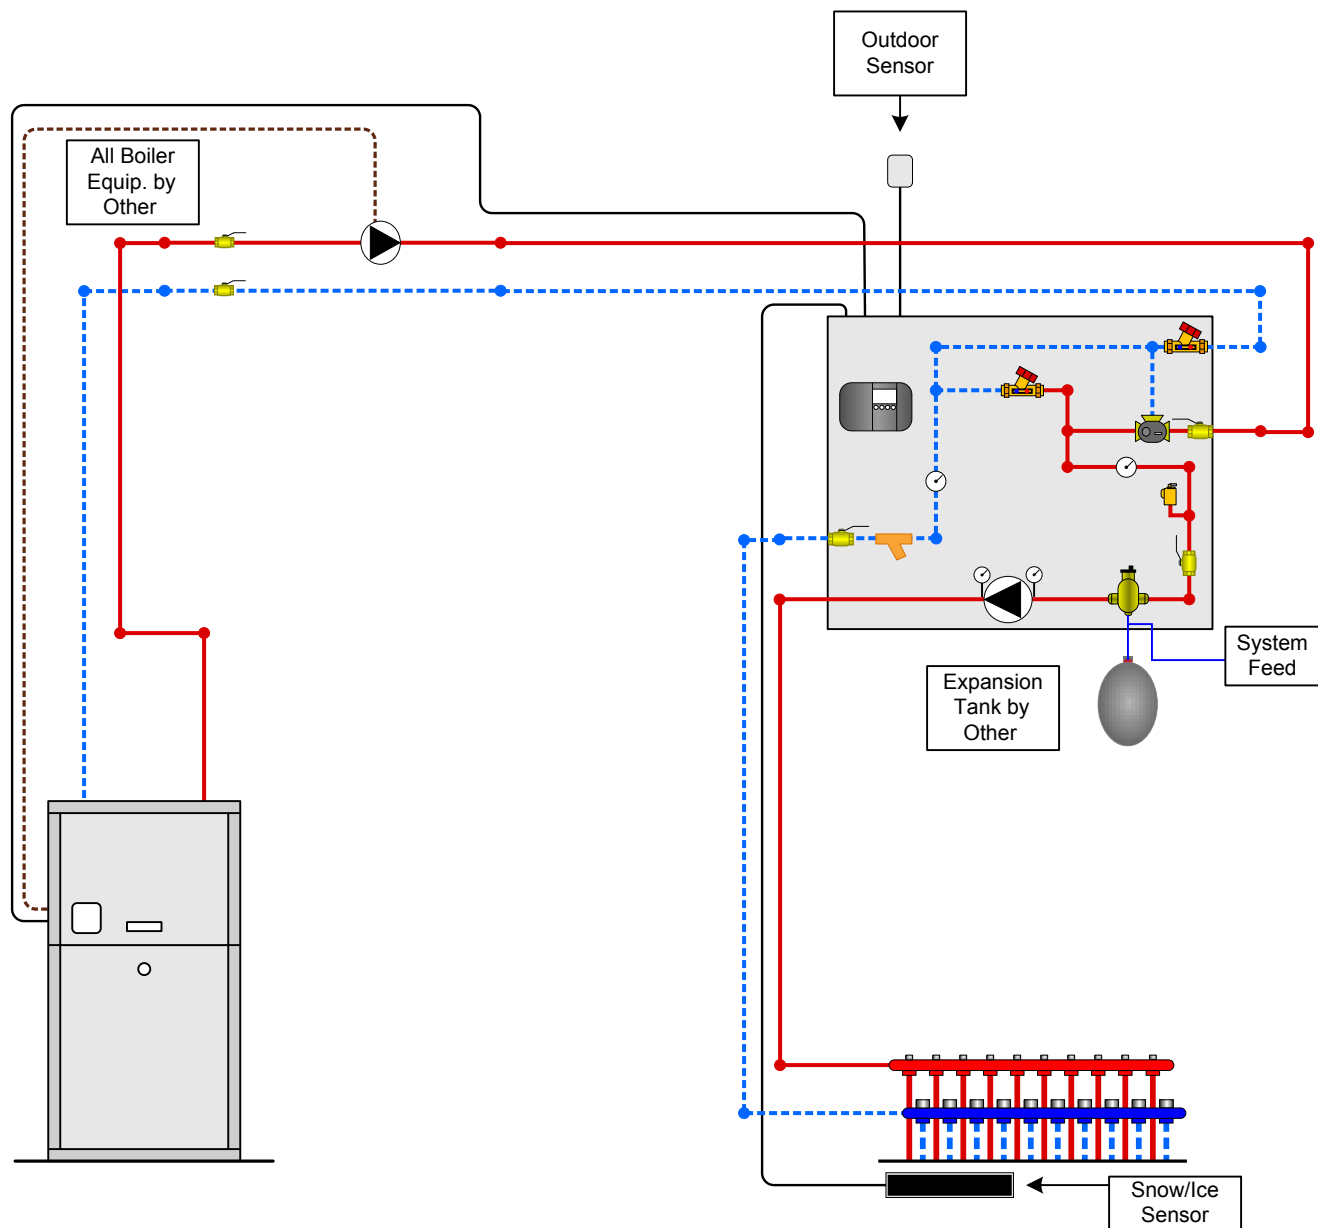 Outdoor
Sensor
All Boiler
Equip. by
Other
System
Feed
Expansion
Tank by
Other
Snow/Ice
Sensor